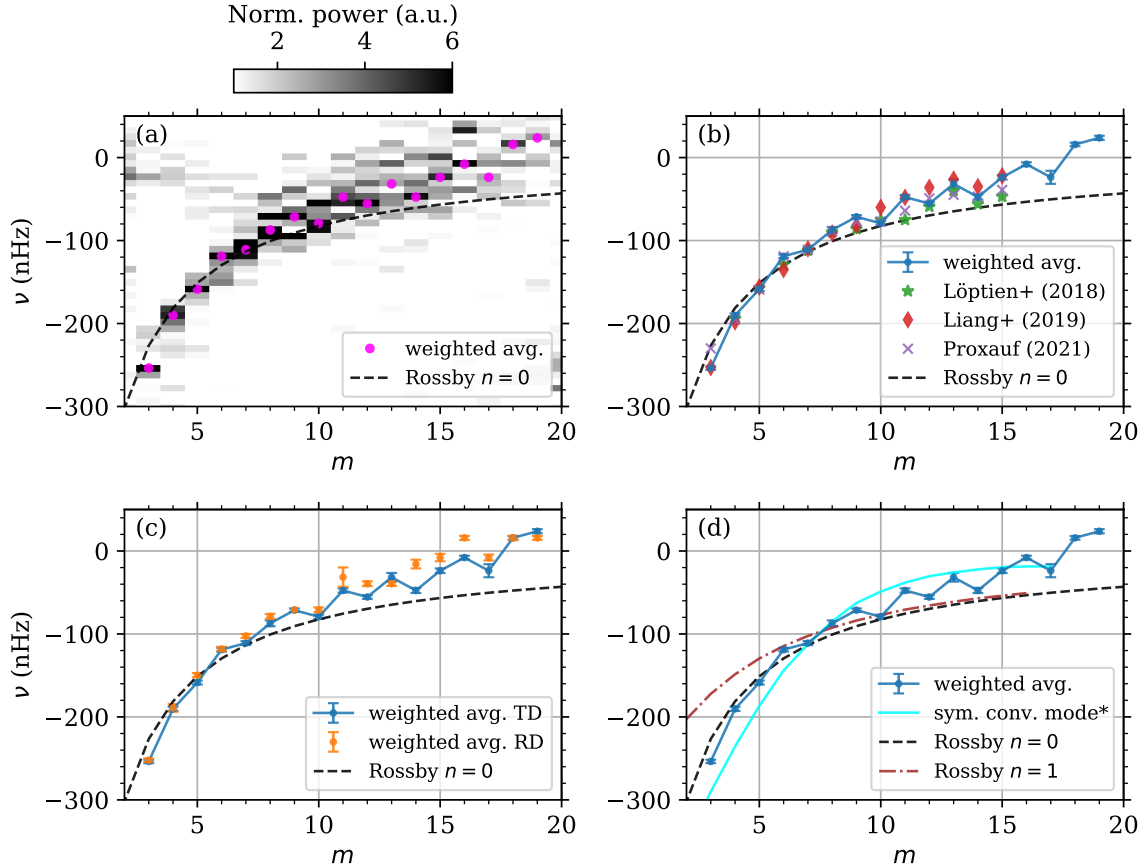 Norm. power (a.u.)
2 4 6
(a)
ν (nHz)
0
−100
−200
−300
5 10 15 20
m
weighted avg.
Rossby n = 0
(b)
0
−100
−200
−300
5 10 15 20
m
weighted avg.
Löptien+ (2018)
Liang+ (2019)
Proxauf (2021)
Rossby n = 0
(c)
ν (nHz)
0
−100
−200
−300
5 10 15 20
m
weighted avg. TD
weighted avg. RD
Rossby n = 0
(d)
0
−100
−200
−300
5 10 15 20
m
weighted avg.
sym. conv. mode*
Rossby n = 0
Rossby n = 1